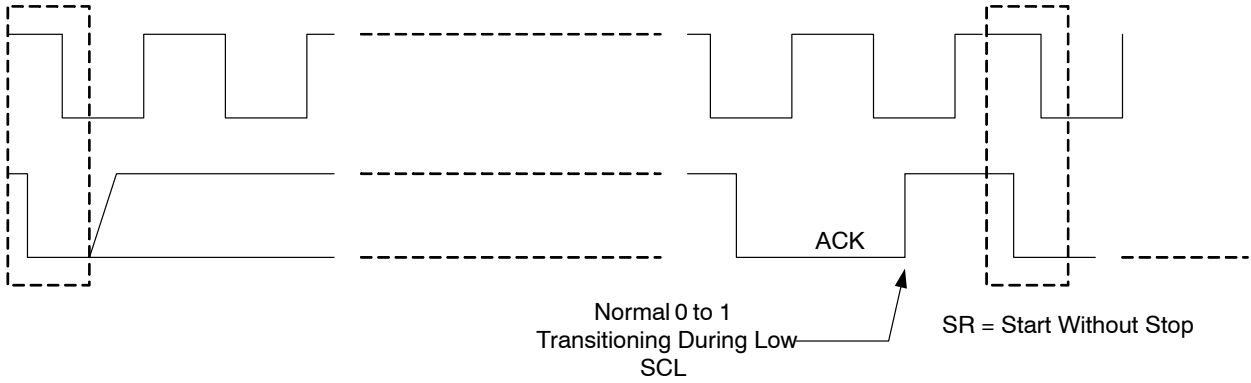 ACK
Normal 0 to 1
Transitioning During Low
SCL
SR = Start Without Stop